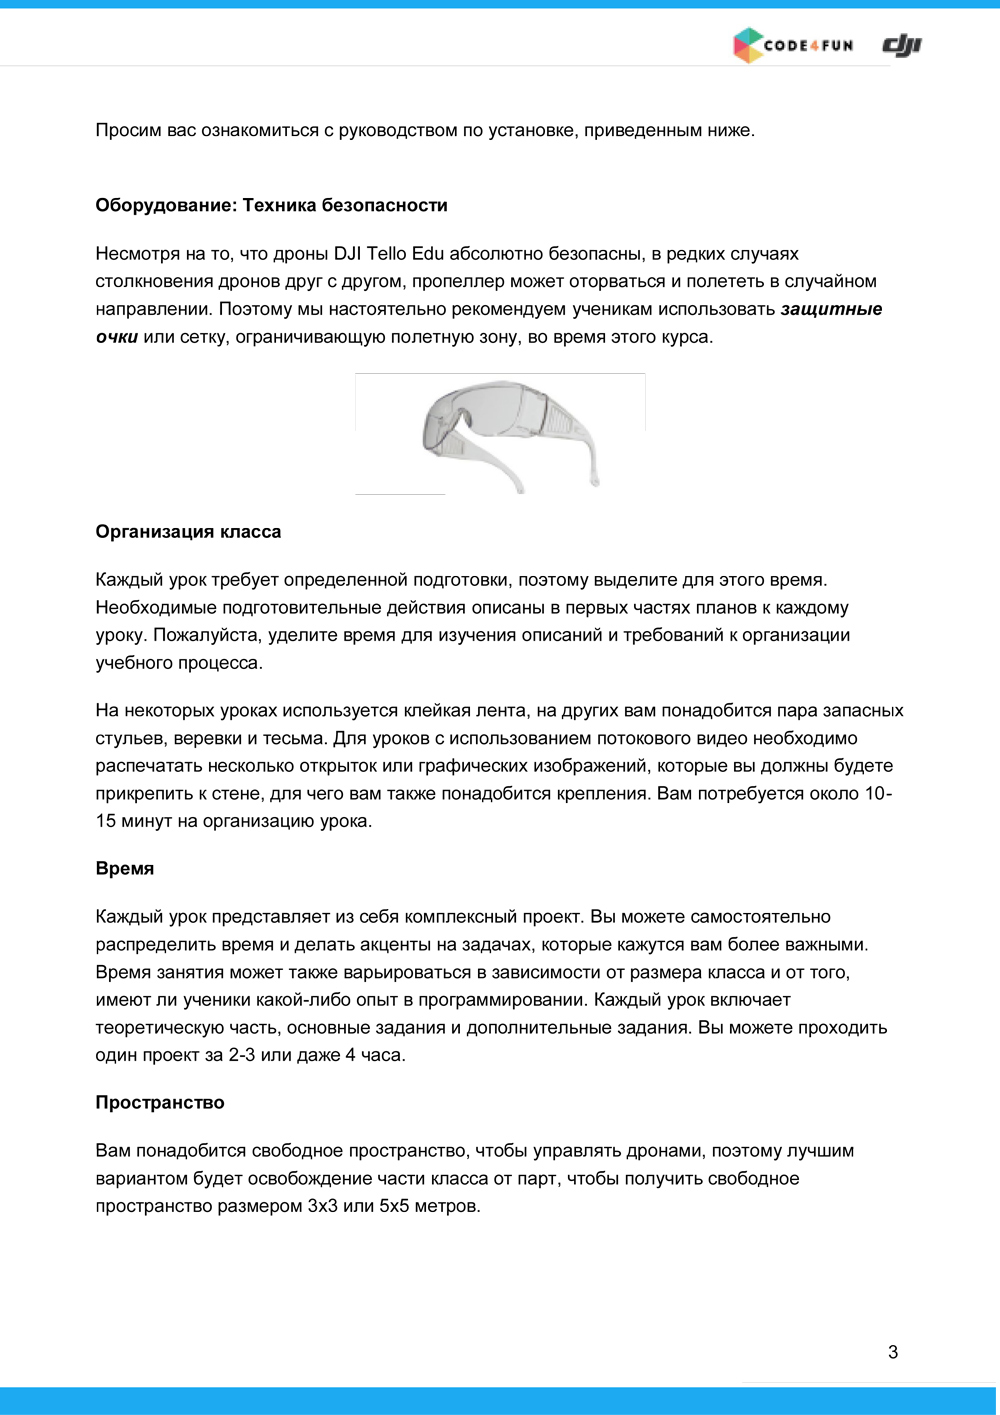 CODE4FUN dji
Просим вас ознакомиться с руководством по установке, приведенным ниже.
Оборудование: Техника безопасности
Несмотря на то, что дроны DJI Tello Edu абсолютно безопасны, в редких случаях
столкновения дронов друг с другом, пропеллер может оторваться и полететь в случайном
направлении. Поэтому мы настоятельно рекомендуем ученикам использовать защитные
очки или сетку, ограничивающую полетную зону, во время этого курса.
Организация класса
Каждый урок требует определенной подготовки, поэтому выделите для этого время.
Необходимые подготовительные действия описаны в первых частях планов к каждому
уроку. Пожалуйста, уделите время для изучения описаний и требований к организации
учебного процесса.
На некоторых уроках используется клейкая лента, на других вам понадобится пара запасных
стульев, веревки и тесьма. Для уроков с использованием потокового видео необходимо
распечатать несколько открыток или графических изображений, которые вы должны будете
прикрепить к стене, для чего вам также понадобится крепления. Вам потребуется около 10-
15 минут на организацию урока.
Время
Каждый урок представляет из себя комплексный проект. Вы можете самостоятельно
распределить время и делать акценты на задачах, которые кажутся вам более важными.
Время занятия может также варьироваться в зависимости от размера класса и от того,
имеют ли ученики какой-либо опыт в программировании. Каждый урок включает
теоретическую часть, основные задания и дополнительные задания. Вы можете проходить
один проект за 2-3 или даже 4 часа.
Пространство
Вам понадобится свободное пространство, чтобы управлять дронами, поэтому лучшим
вариантом будет освобождение части класса от парт, чтобы получить свободное
пространство размером 3x3 или 5x5 метров.
3